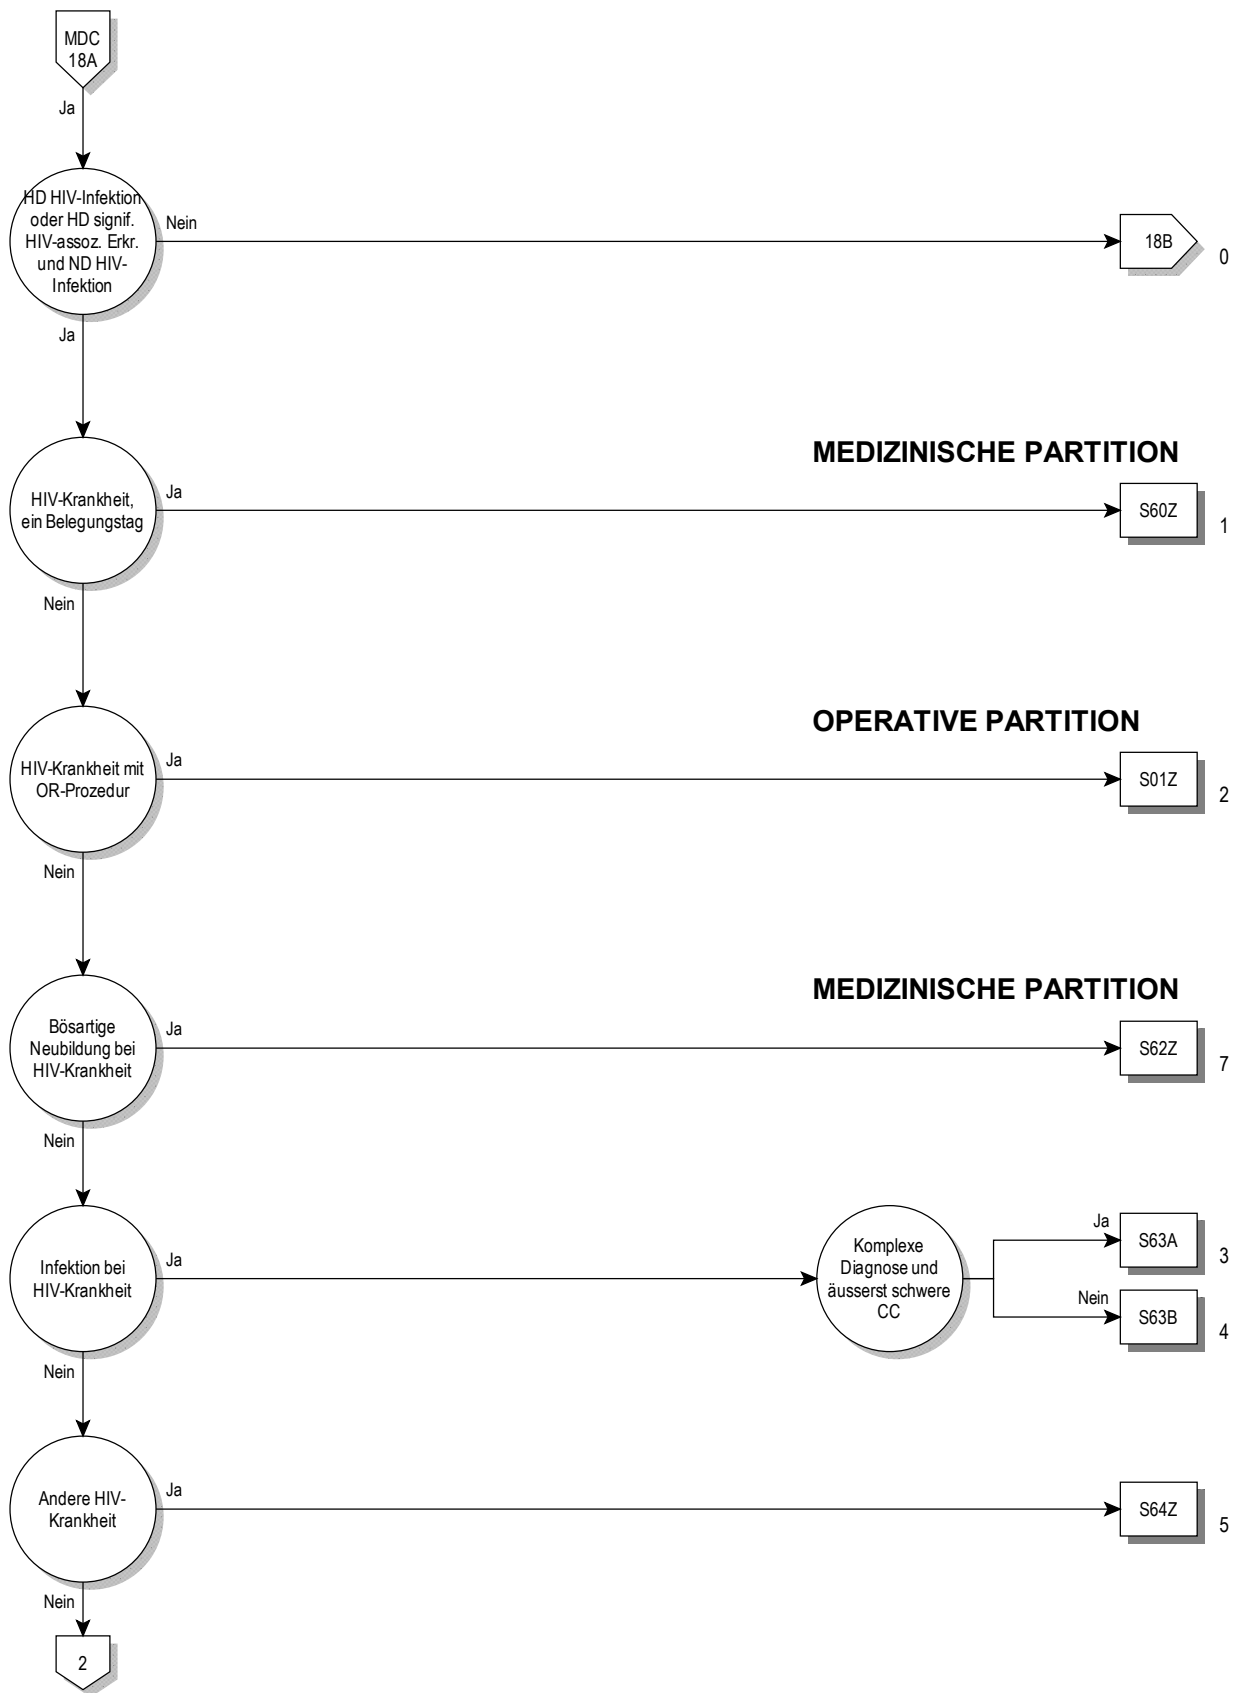 MDC
18A
Ja
HD HIV-Infektion
oder HD signif.
HIV-assoz. Erkr.
und ND HIV-
Infektion
Nein
18B
0
Ja
MEDIZINISCHE PARTITION
HIV-Krankheit,
ein Belegungstag
Ja
S60Z
1
Nein
OPERATIVE PARTITION
HIV-Krankheit mit
OR-Prozedur
Ja
S01Z
2
Nein
MEDIZINISCHE PARTITION
Bösartige
Neubildung bei
HIV-Krankheit
Ja
S62Z
7
Nein
Infektion bei
HIV-Krankheit
Ja
Komplexe
Diagnose und
äusserst schwere
CC
Ja
S63A
3
Nein
S63B
4
Nein
Andere HIV-
Krankheit
Ja
S64Z
5
Nein
2